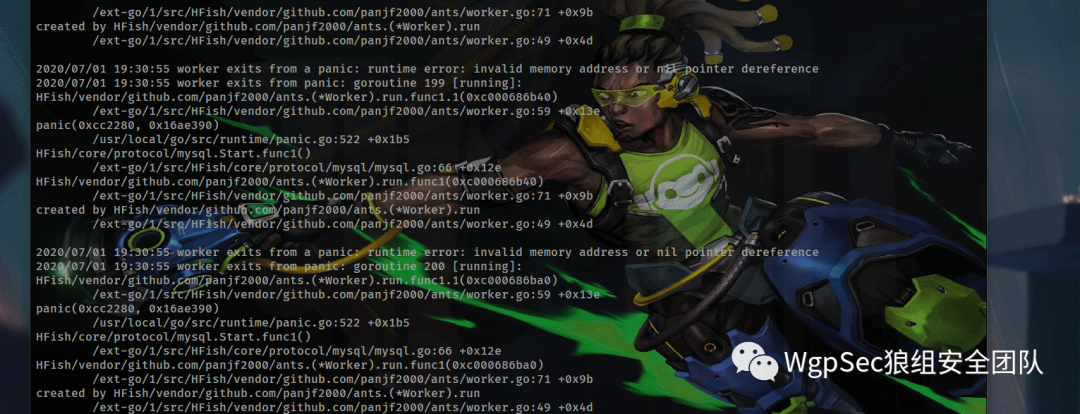 /ext-go/1/src/HFish/vendor/github.com/panjf2000/ants/worker.go:71 +0x9b
created by HFish/vendor/github.com/panjf2000/ants.(*Worker).run
/ext-go/1/src/HFish/vendor/github.com/panjf2000/ants/worker.go:49 +0x4d
2020/07/01 19:30:55 worker exits from a panic: runtime error: invalid memory address or nil pointer dereference
2020/07/01 19:30:55 worker exits from panic: goroutine 199 [running]:
HFish/vendor/github.com/panjf2000/ants.(*Worker).run.func1.1(0xc000686b40)
/ext-go/1/src/HFish/vendor/github.com/panjf2000/ants/worker.go:59 +0x13e
panic(0xcc2280, 0x16ae390)
/usr/local/go/src/runtime/panic.go:522 +0x1b5
HFish/core/protocol/mysql.Start.func1()
/ext-go/1/src/HFish/core/protocol/mysql/mysql.go:66 +0x12e
HFish/vendor/github.com/panjf2000/ants.(*Worker).run.func1(0xc000686b40)
/ext-go/1/src/HFish/vendor/github.com/panjf2000/ants/worker.go:71 +0x9b
created by HFish/vendor/github.com/panjf2000/ants.(*Worker).run
/ext-go/1/src/HFish/vendor/github.com/panjf2000/ants/worker.go:49 +0x4d
2020/07/01 19:30:55 worker exits from a panic: runtime error: invalid memory address or nil pointer dereference
2020/07/01 19:30:55 worker exits from panic: goroutine 200 [running]:
HFish/vendor/github.com/panjf2000/ants.(*Worker).run.func1.1(0xc000686ba0)
/ext-go/1/src/HFish/vendor/github.com/panjf2000/ants/worker.go:59 +0x13e
panic(0xcc2280, 0x16ae390)
/usr/local/go/src/runtime/panic.go:522 +0x1b5
HFish/core/protocol/mysql.Start.func1()
/ext-go/1/src/HFish/core/protocol/mysql/mysql.go:66 +0x12e
HFish/vendor/github.com/panjf2000/ants.(*Worker).run.func1(0xc000686ba0)
/ext-go/1/src/HFish/vendor/github.com/panjf2000/ants/worker.go:71 +0x9b
created by HFish/vendor/github.com/panjf2000/ants.(*Worker).run
/ext-go/1/src/HFish/vendor/github.com/panjf2000/ants/worker.go:49 +0x4d
WgpSec狼组安全团队